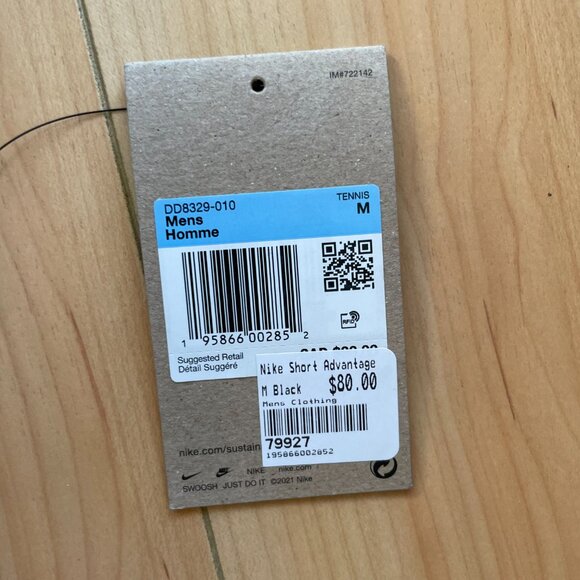 IM#722142
DD8329-010
TENNIS
Mens
M
Homme
RFID
1 95866 00285 2
Suggested Retail
Détail Suggéré
Nike Short Advantage
M Black $80.00
Mens Clothing
79927
195866002852
nike.com/sustain
NIKE nike.com
SWOOSH JUST DO IT ©2021 Nike